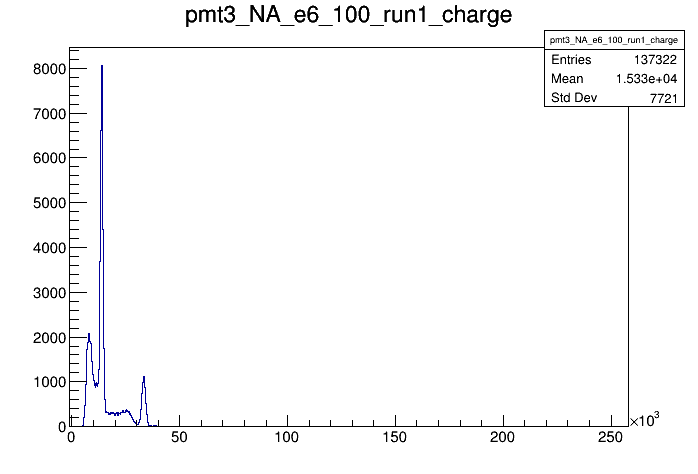 pmt3_NA_e6_100_run1_charge
pmt3_NA_e6_100_run1_charge
Entries 137322
Mean 1.533e+04
Std Dev 7721
8000
7000
6000
5000
4000
3000
2000
1000
0
0 50 100 150 200 250
×10³